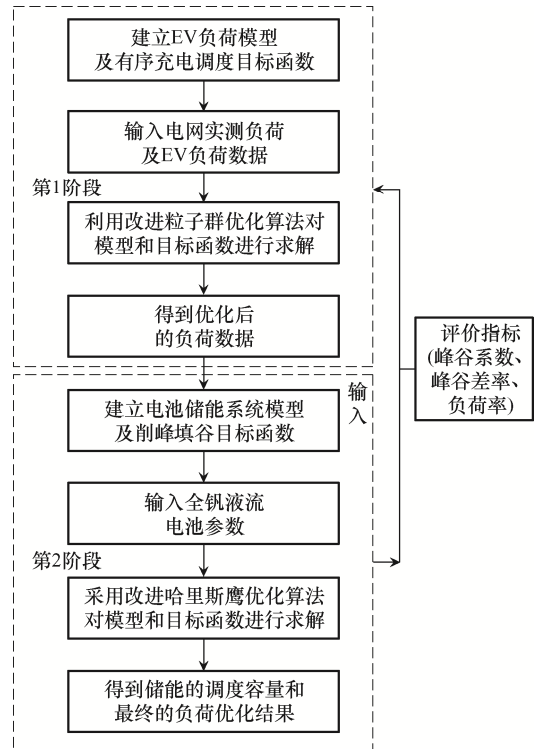 建立EV负荷模型
及有序充电调度目标函数
输入电网实测负荷
及EV负荷数据
第1阶段
利用改进粒子群优化算法对
模型和目标函数进行求解
得到优化后
的负荷数据
评价指标
(峰谷系数、
峰谷差率、
负荷率)
输
入
建立电池储能系统模型
及削峰填谷目标函数
输入全钒液流
电池参数
第2阶段
采用改进哈里斯鹰优化算法
对模型和目标函数进行求解
得到储能的调度容量和
最终的负荷优化结果